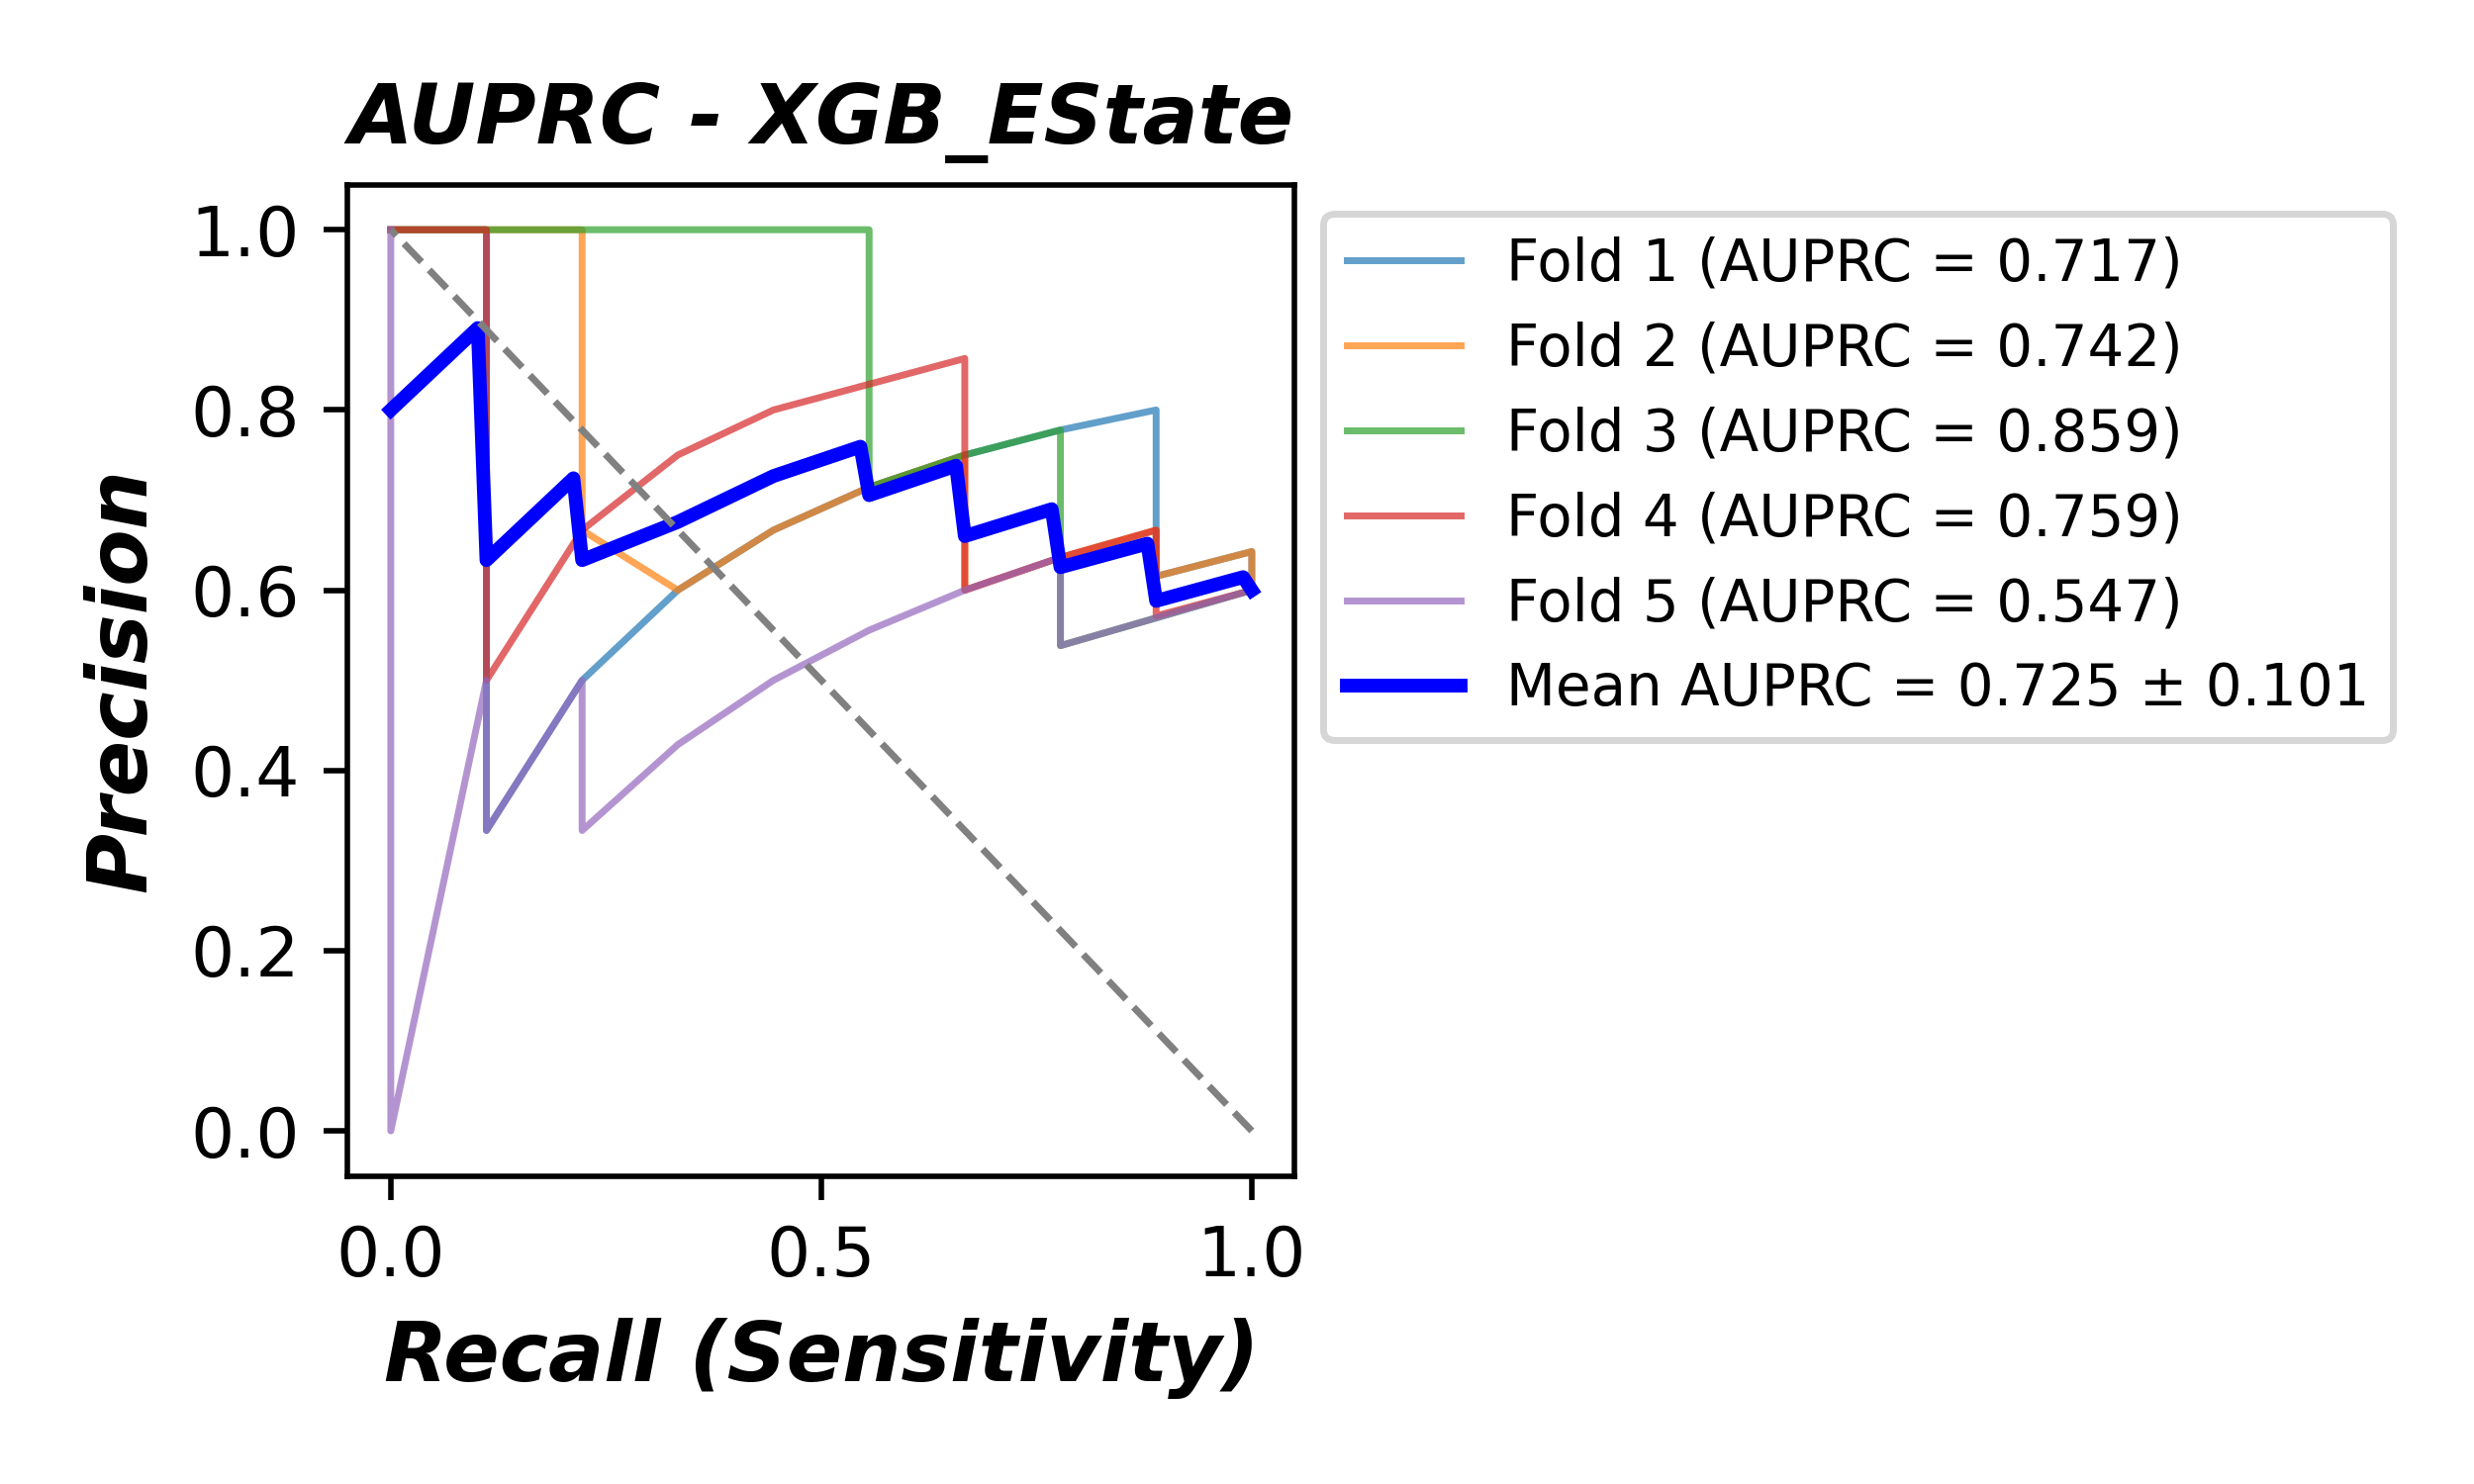 AUPRC - XGB_EState
Precision
1.0
0.8
0.6
0.4
0.2
0.0
0.0 0.5 1.0
Recall (Sensitivity)
Fold 1 (AUPRC = 0.717)
Fold 2 (AUPRC = 0.742)
Fold 3 (AUPRC = 0.859)
Fold 4 (AUPRC = 0.759)
Fold 5 (AUPRC = 0.547)
Mean AUPRC = 0.725 ± 0.101